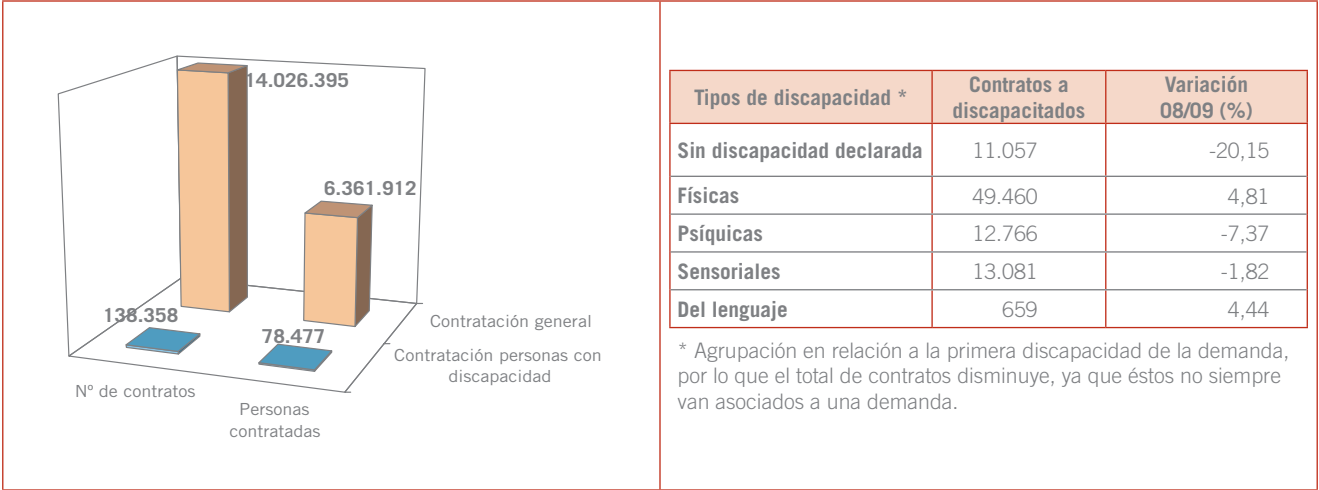 14.026.395
6.361.912
138.358
78.477
Contratación general
Contratación personas con
discapacidad
Nº de contratos
Personas
contratadas
Tipos de discapacidad * Contratos a discapacitados Variación 08/09 (%)
Sin discapacidad declarada 11.057 -20,15
Físicas 49.460 4,81
Psíquicas 12.766 -7,37
Sensoriales 13.081 -1,82
Del lenguaje 659 4,44
* Agrupación en relación a la primera discapacidad de la demanda,
por lo que el total de contratos disminuye, ya que éstos no siempre
van asociados a una demanda.